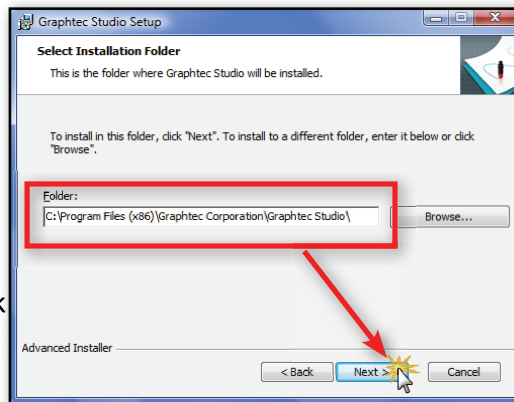 Graphtec Studio Setup
Select Installation Folder
This is the folder where Graphtec Studio will be installed.
To install in this folder, click "Next". To install to a different folder, enter it below or click
"Browse".
Folder:
C:\Program Files (x86)\Graphtec Corporation\Graphtec Studio\
Browse...
Advanced Installer
< Back
Next >
Cancel